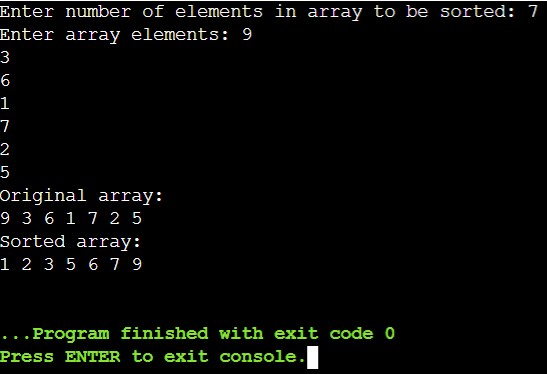 Enter number of elements in array to be sorted: 7
Enter array elements: 9
3
6
1
7
2
5
Original array:
9 3 6 1 7 2 5
Sorted array:
1 2 3 5 6 7 9
...Program finished with exit code 0
Press ENTER to exit console.